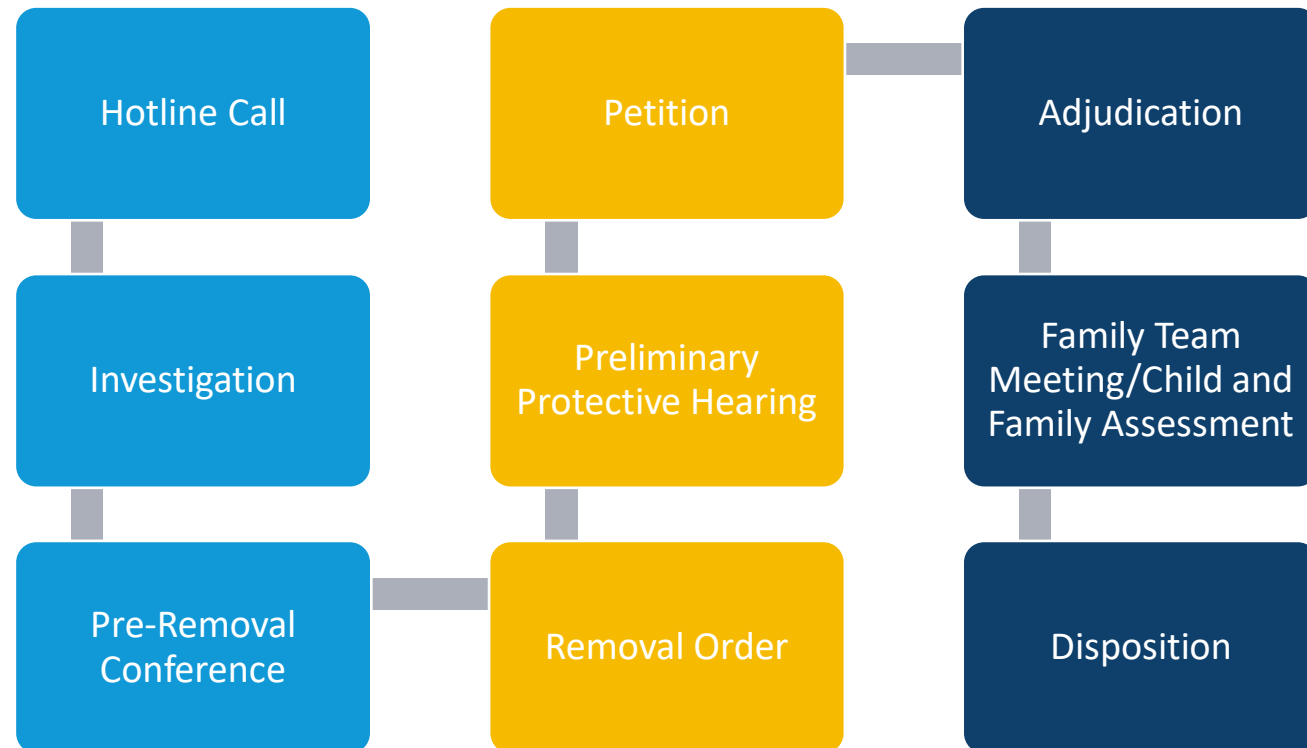 Hotline Call
Investigation
Pre-Removal
Conference
Removal Order
Preliminary
Protective Hearing
Petition
Adjudication
Family Team
Meeting/Child and
Family Assessment
Disposition